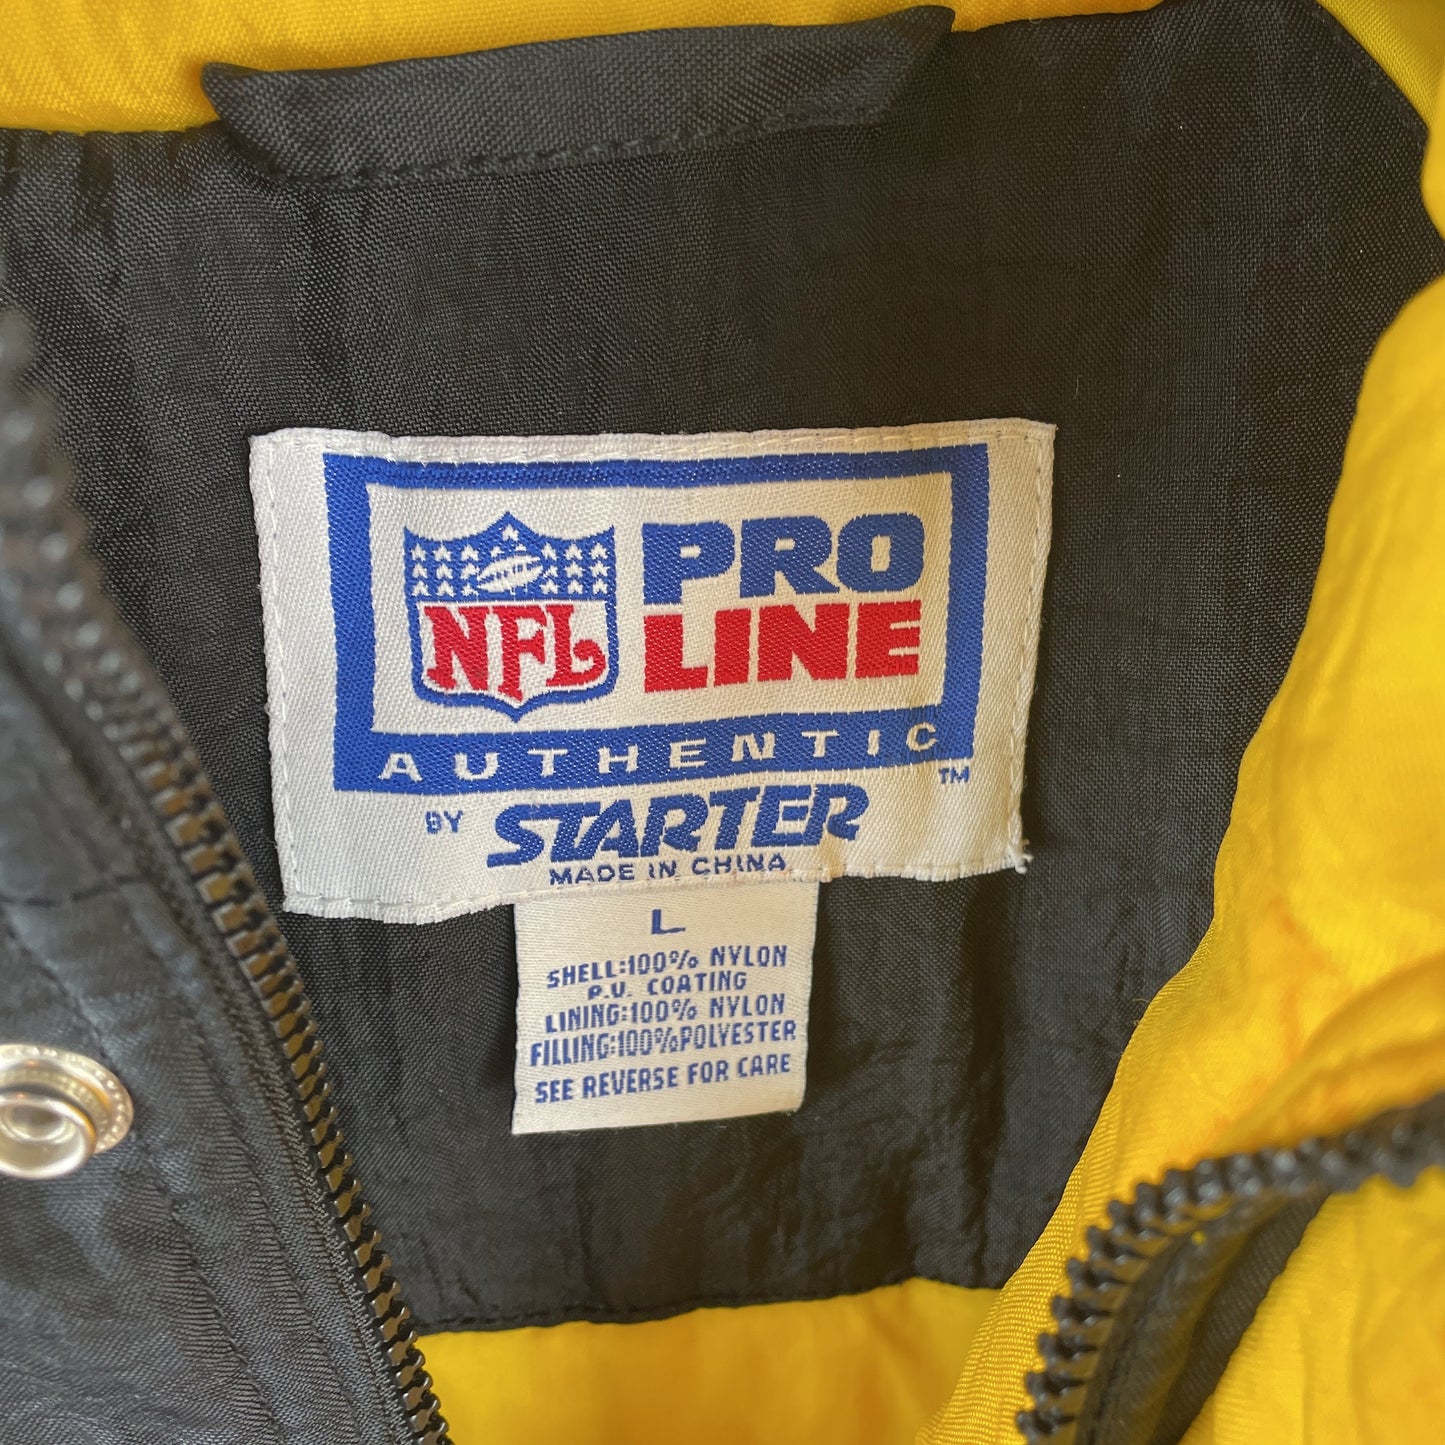 NFL
PRO
LINE
AUTHENTIC
TM
BY STARTER
MADE IN CHINA
L
SHELL:100% NYLON
P.U. COATING
LINING:100% NYLON
FILLING:100%POLYESTER
SEE REVERSE FOR CARE